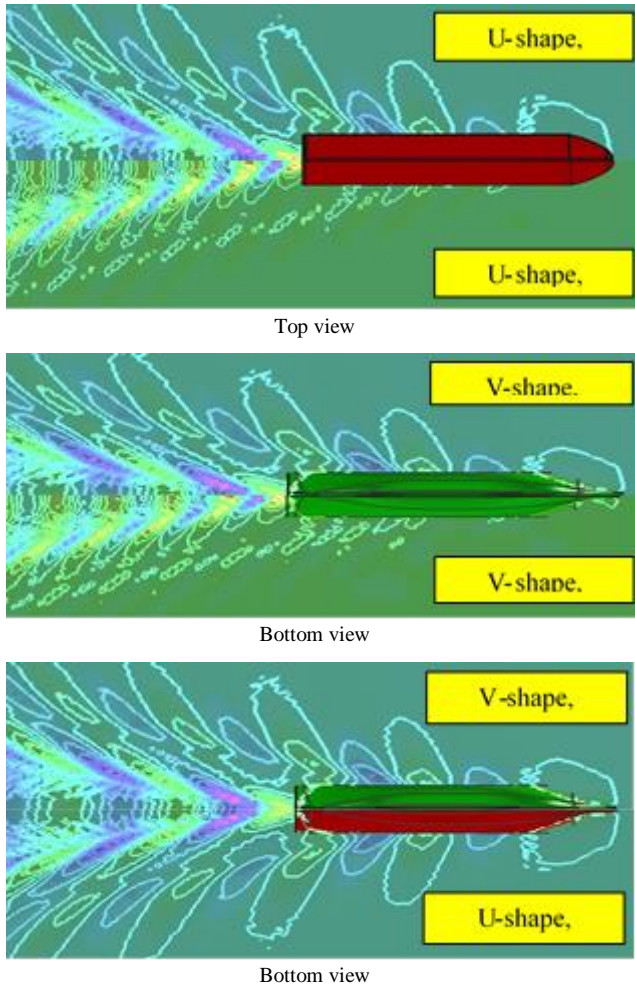 U-shape,
U-shape,
Top view
V-shape.
V-shape,
Bottom view
V-shape,
U-shape,
Bottom view